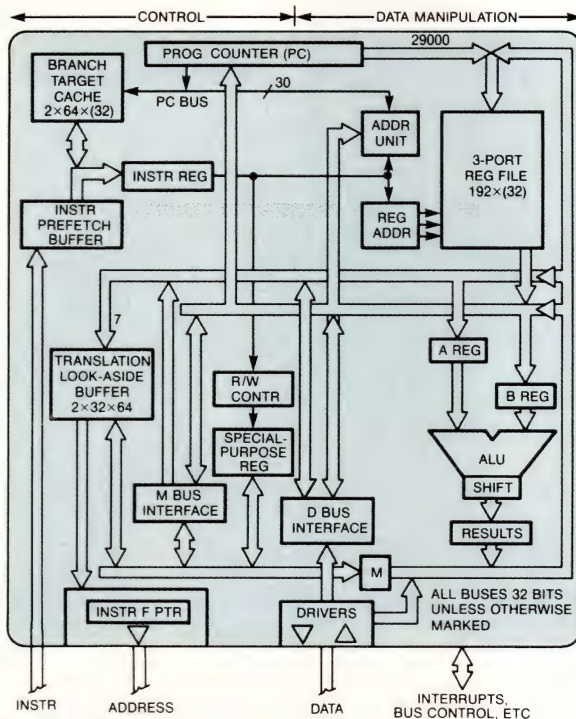 CONTROL
DATA MANIPULATION
PROG COUNTER (PC)
29000
BRANCH
TARGET
CACHE
2×64×(32)
PC BUS
30
ADDR
UNIT
3-PORT
REG FILE
192×(32)
INSTR REG
INSTR
PREFETCH
BUFFER
REG
ADDR
7
TRANSLATION
LOOK-ASIDE
BUFFER
2×32×64
R/W
CONTR
A REG
B REG
SPECIAL-
PURPOSE
REG
ALU
SHIFT
M BUS
INTERFACE
D BUS
INTERFACE
RESULTS
M
INSTR F PTR
DRIVERS
ALL BUSES 32 BITS
UNLESS OTHERWISE
MARKED
INSTR
ADDRESS
DATA
INTERRUPTS,
BUS CONTROL, ETC